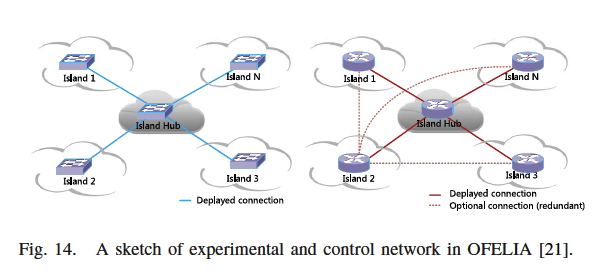 Island 1
Island N
Island Hub
Island 2
Island 3
Deplayed connection
Island 1
Island N
Island Hub
Island 2
Island 3
Deplayed connection
Optional connection (redundant)
Fig. 14. A sketch of experimental and control network in OFELIA [21].